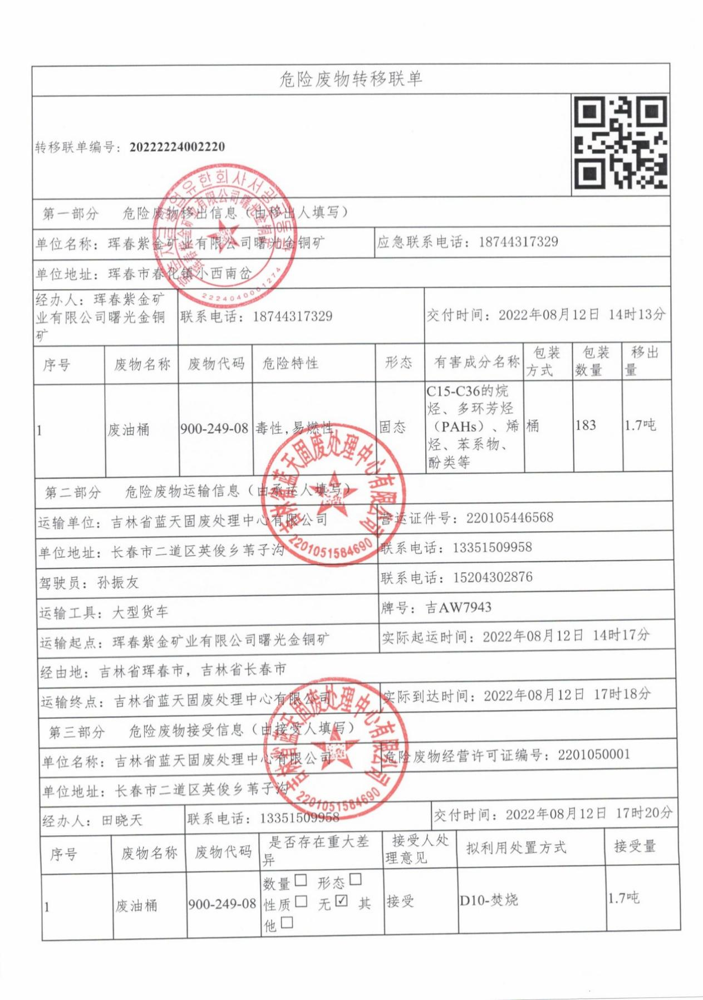 危险废物转移联单
转移联单编号：20222224002220
第一部分 危险废物移出信息（由移出人填写）
单位名称：珲春紫金矿业有限公司曙光金铜矿 应急联系电话：18744317329
单位地址：珲春市春化镇小西南岔
经办人：珲春紫金矿
业有限公司曙光金铜
矿
联系电话：18744317329
交付时间：2022年08月12日 14时13分
序号 废物名称 废物代码 危险特性 形态 有害成分名称 包装方式 包装数量 移出量
1 废油桶 900-249-08 毒性,易燃性 固态
C15-C36的烷
烃、多环芳烃
（PAHs）、烯
烃、苯系物、
酚类等
桶 183 1.7吨
第二部分 危险废物运输信息（由承运人填写）
运输单位：吉林省蓝天固废处理中心有限公司 营运证件号：220105446568
单位地址：长春市二道区英俊乡苇子沟 联系电话：13351509958
驾驶员：孙振友 联系电话：15204302876
运输工具：大型货车 牌号：吉AW7943
运输起点：珲春紫金矿业有限公司曙光金铜矿 实际起运时间：2022年08月12日 14时17分
经由地：吉林省珲春市，吉林省长春市
运输终点：吉林省蓝天固废处理中心有限公司 实际到达时间：2022年08月12日 17时18分
第三部分 危险废物接受信息（由接受人填写）
单位名称：吉林省蓝天固废处理中心有限公司 危险废物经营许可证编号：2201050001
单位地址：长春市二道区英俊乡苇子沟
经办人：田晓天 联系电话：13351509958 交付时间：2022年08月12日 17时20分
序号 废物名称 废物代码 是否存在重大差异 接受人处理意见 拟利用处置方式 接受量
1 废油桶 900-249-08
数量☐ 形态☐
性质☐ 无☑ 其
他☐
接受 D10-焚烧 1.7吨
2224040001274
吉林省蓝天固废处理中心有限公司
2201051584690
吉林省蓝天固废处理中心有限公司
2201051584690